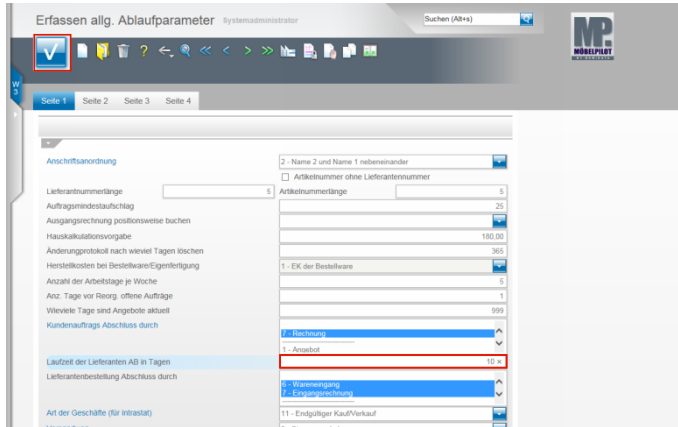 Erfassen allg. Ablaufparameter Systemadministrator
Suchen (Alt+s)
MP
MÖBELPILOT
W
3
Seite 1 Seite 2 Seite 3 Seite 4
Anschriftsanordnung 2 - Name 2 und Name 1 nebeneinander
Artikelnummer ohne Lieferantennummer
Lieferantnummerlänge 5 Artikelnummerlänge 5
Auftragsmindestaufschlag 25
Ausgangsrechnung positionsweise buchen
Hauskalkulationsvorgabe 180,00
Änderungprotokoll nach wieviel Tagen löschen 365
Herstellkosten bei Bestellware/Eigenfertigung 1 - EK der Bestellware
Anzahl der Arbeitstage je Woche 5
Anz. Tage vor Reorg. offene Aufträge 1
Wieviele Tage sind Angebote aktuell 999
Kundenauftrags Abschluss durch
7 - Rechnung
1 - Angebot
Laufzeit der Lieferanten AB in Tagen 10 ×
Lieferantenbestellung Abschluss durch
6 - Wareneingang
7 - Eingangsrechnung
Art der Geschäfte (für Intrastat) 11 - Endgültiger Kauf/Verkauf